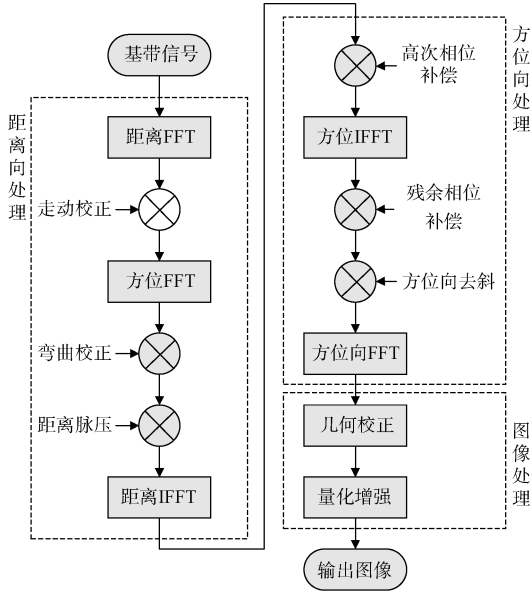 基带信号
距离向处理
距离FFT
走动校正
方位FFT
弯曲校正
距离脉压
距离IFFT
方位向处理
高次相位
补偿
方位IFFT
残余相位
补偿
方位向去斜
方位向FFT
图像处理
几何校正
量化增强
输出图像